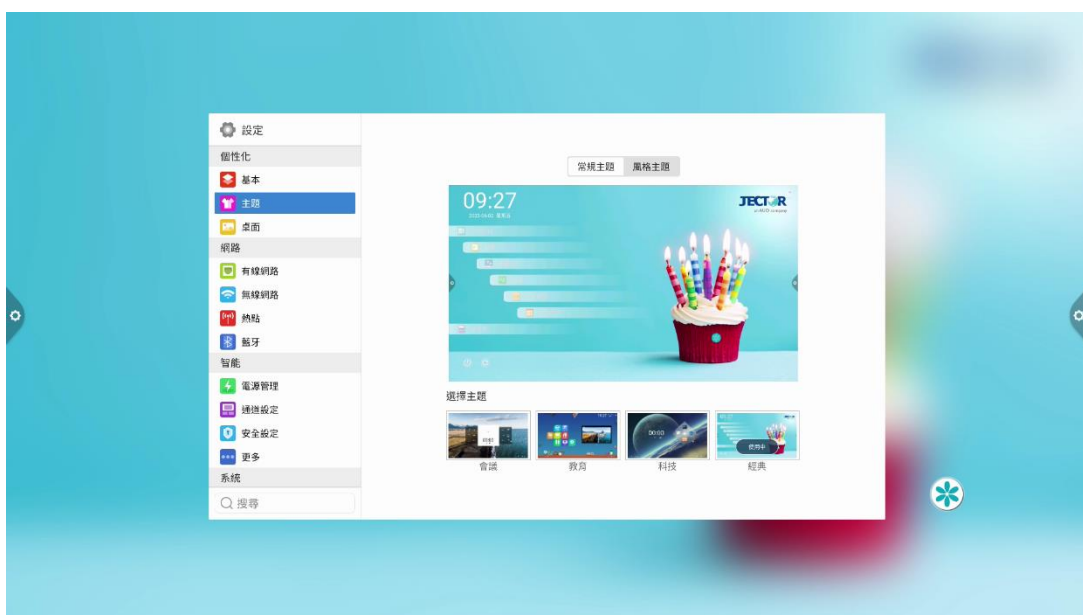 設定
個性化
基本
主題
桌面
網路
有線網路
無線網路
熱點
藍牙
智能
電源管理
通道設定
安全設定
更多
系統
搜尋
常規主題 風格主題
09:27
JECTOR
選擇主題
00:00
使用中
會議 教育 科技 經典